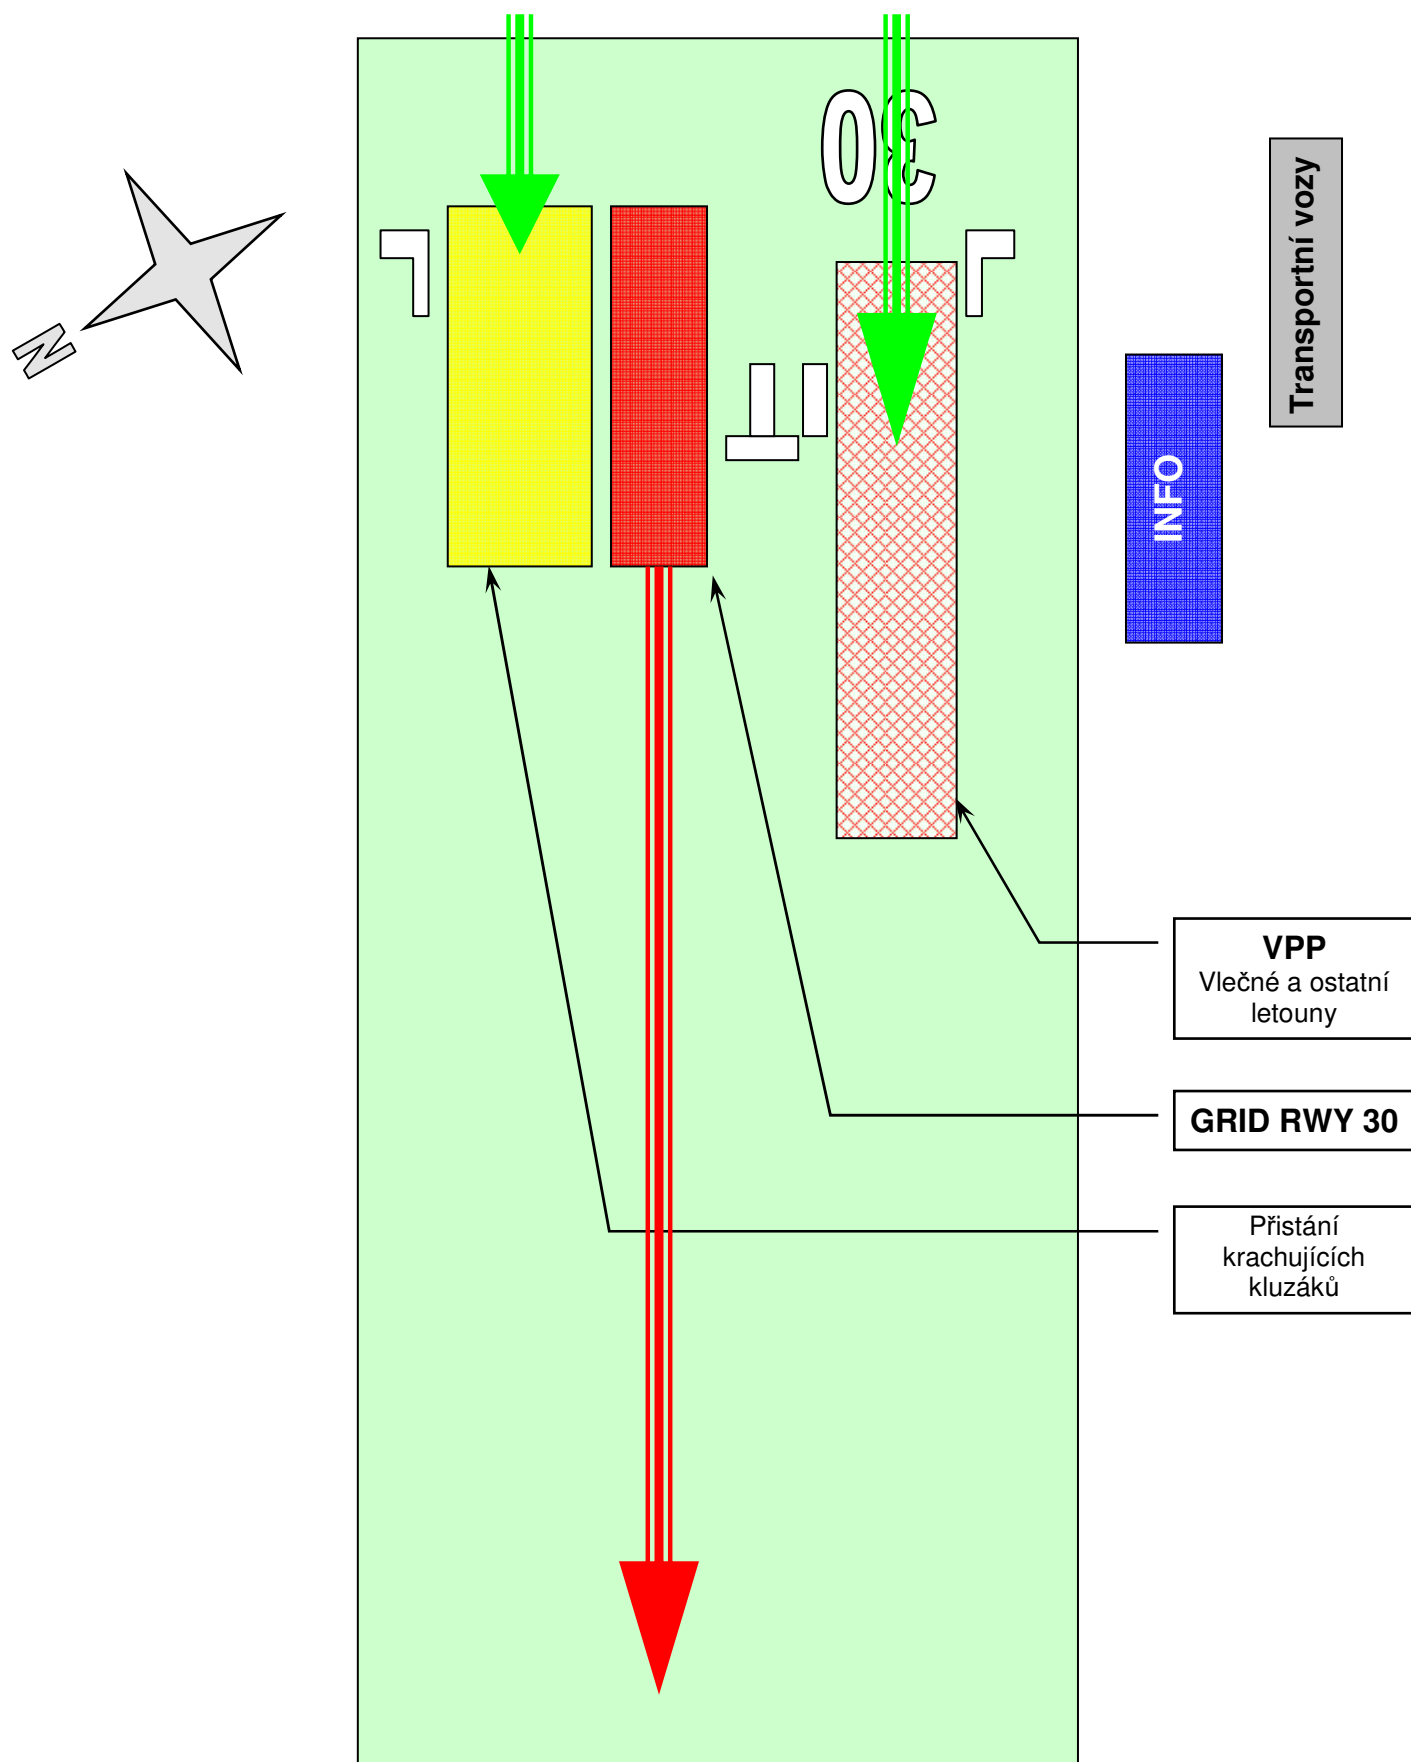 30
N
Transportní vozy
INFO
VPP
Vlečné a ostatní
letouny
GRID RWY 30
Přistání
krachujících
kluzáků